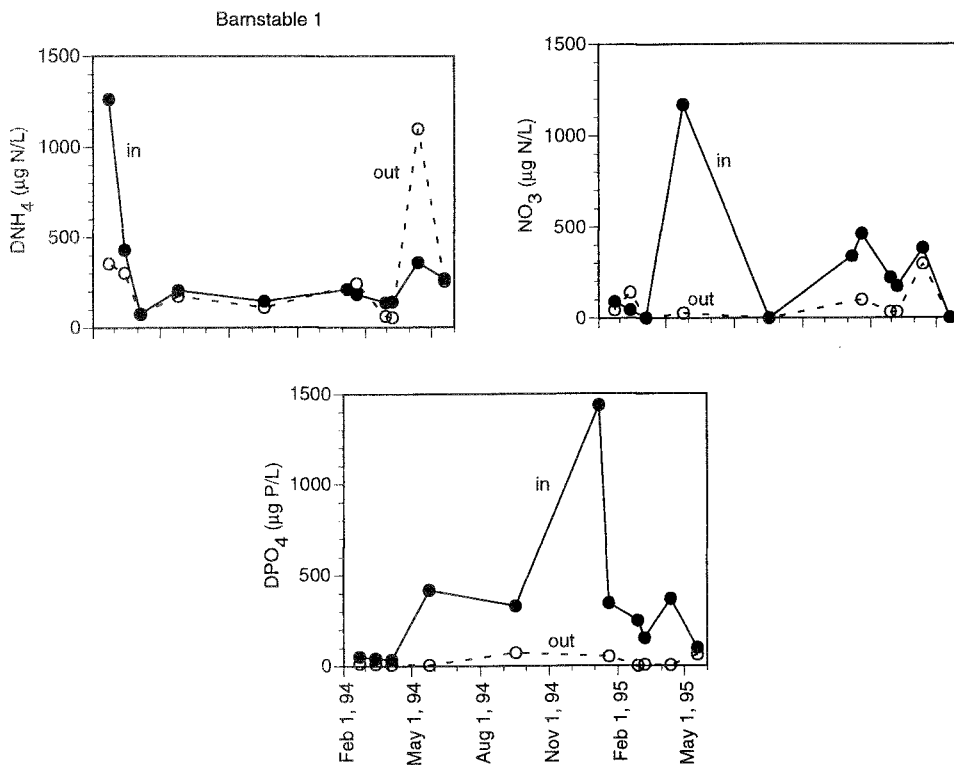 Barnstable 1
1500
1000
500
0
DNH4 (µg N/L)
in
out
1500
1000
500
0
NO3 (µg N/L)
in
out
1500
1000
500
0
DPO4 (µg P/L)
in
out
Feb 1, 94
May 1, 94
Aug 1, 94
Nov 1, 94
Feb 1, 95
May 1, 95